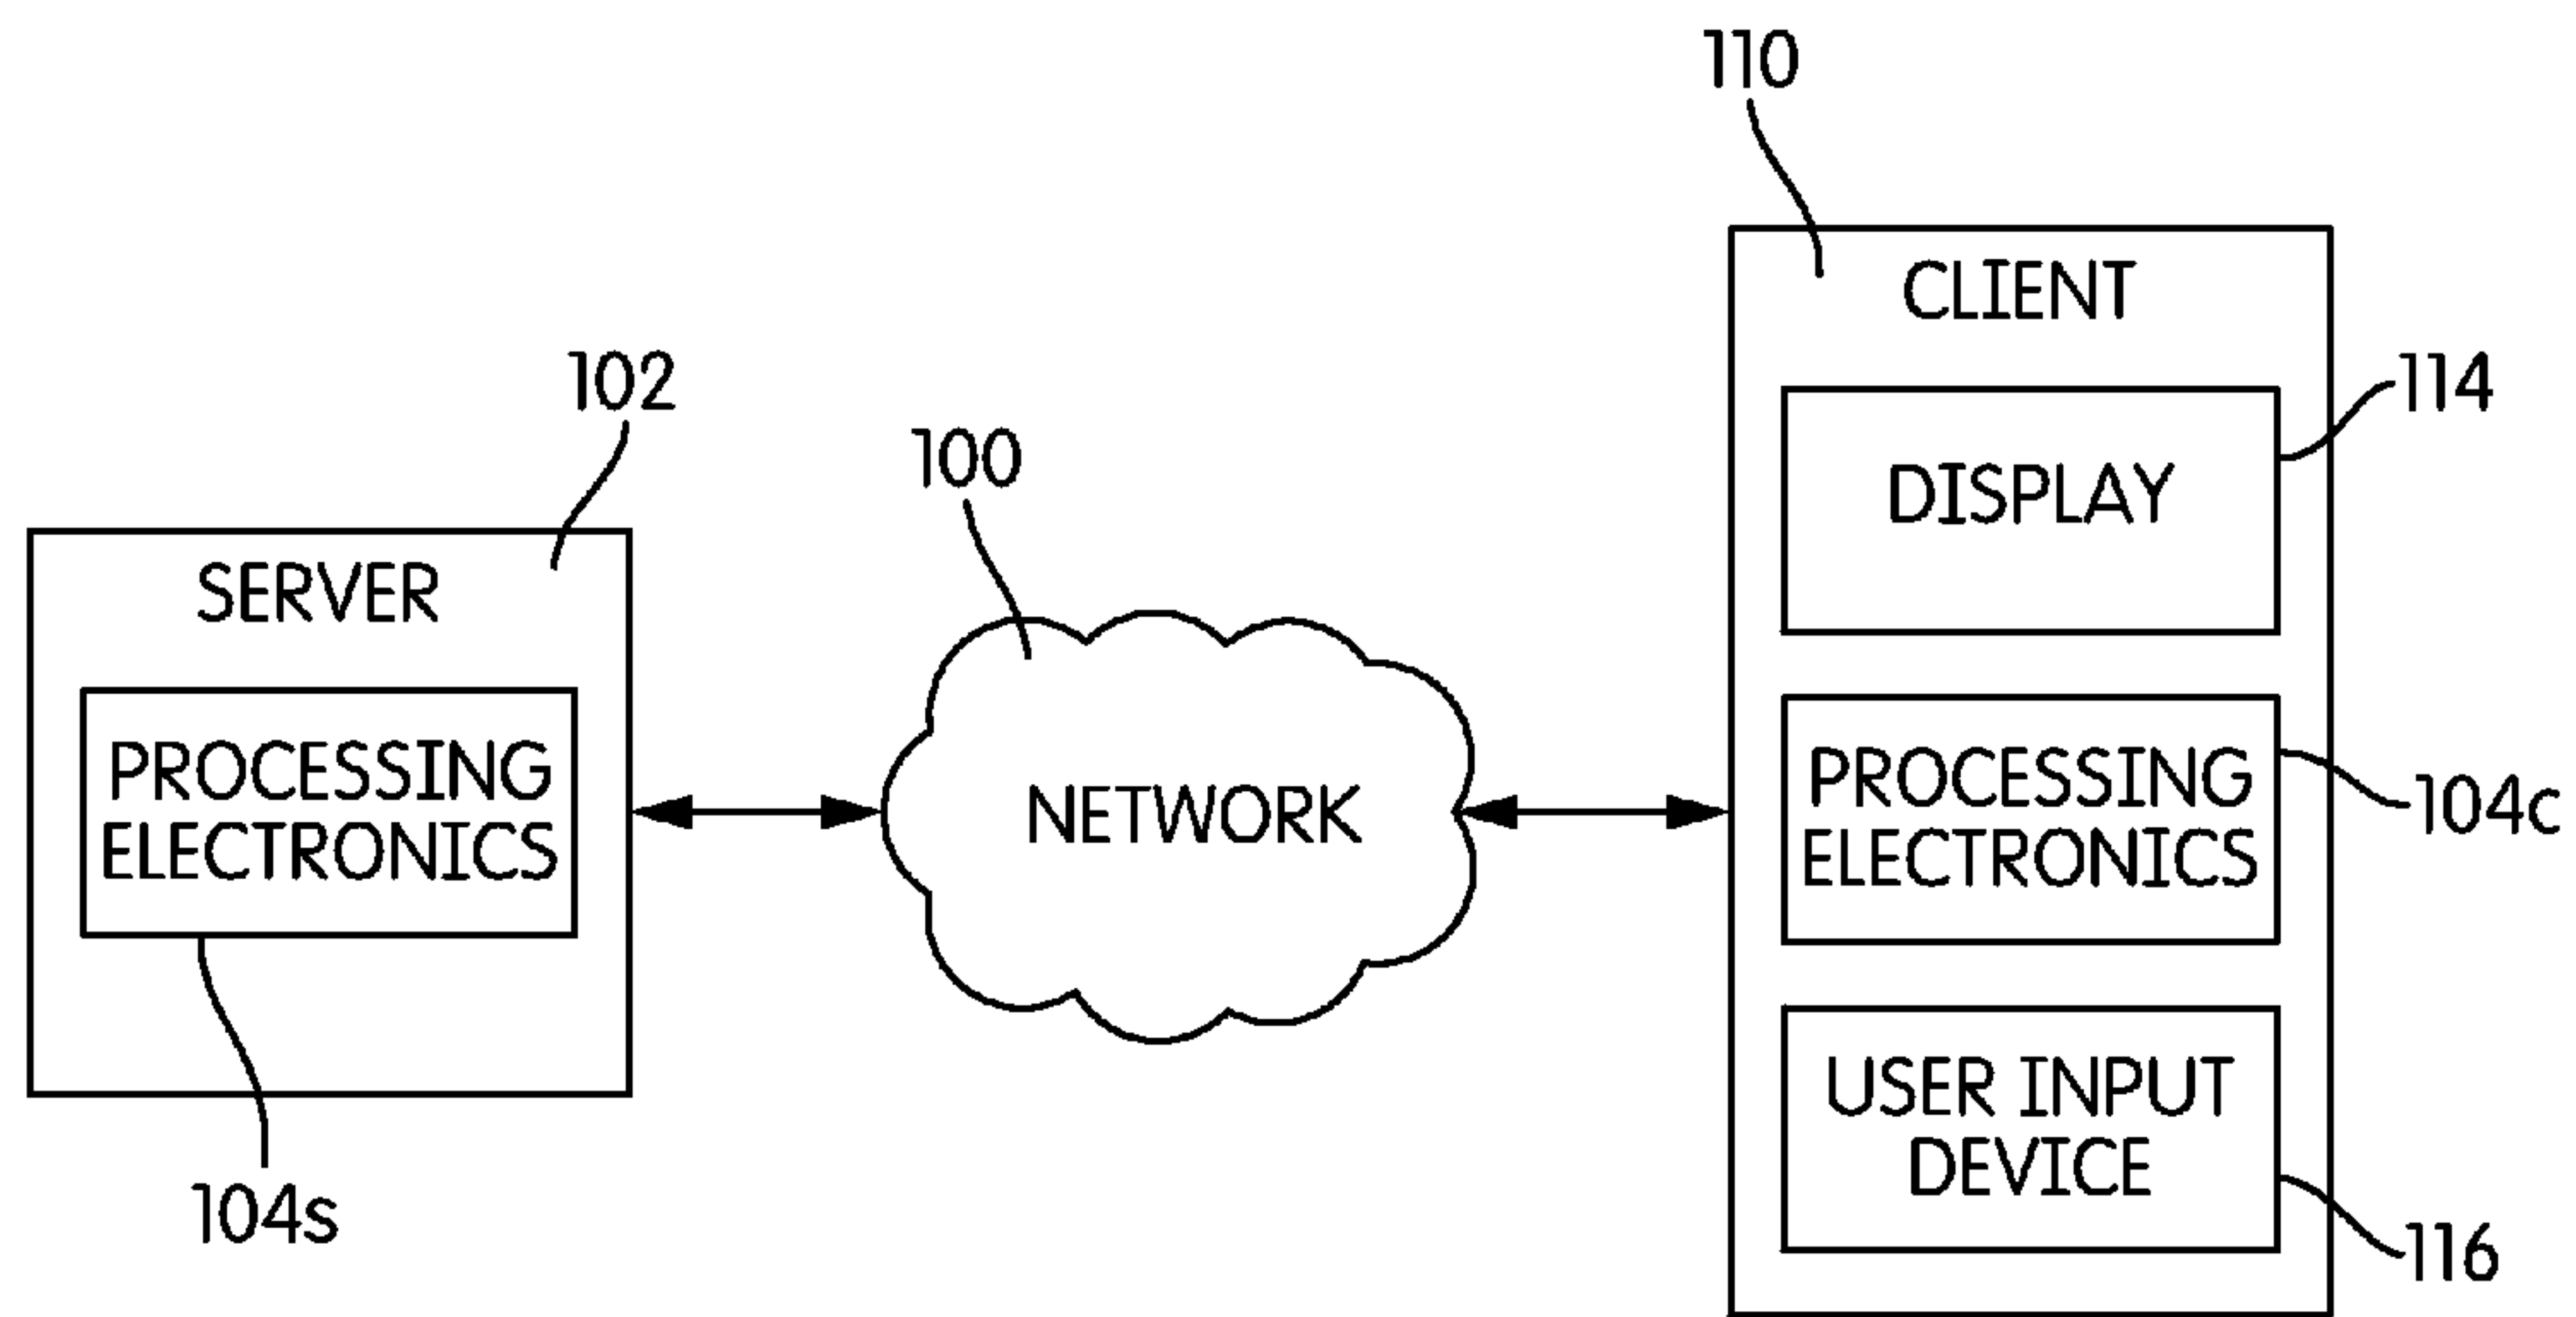 110
CLIENT
114
DISPLAY
102
SERVER
100
PROCESSING
ELECTRONICS
104s
NETWORK
PROCESSING
ELECTRONICS
104c
USER INPUT
DEVICE
116